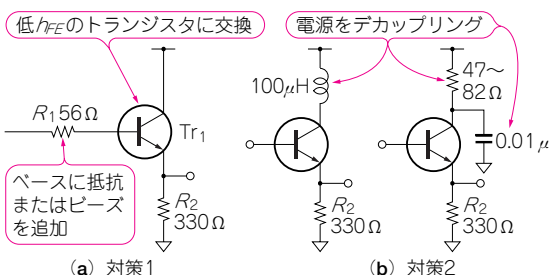 低hFEのトランジスタに交換
電源をデカップリング
R1 56Ω
Tr1
ベースに抵抗
またはビーズ
を追加
R2
330Ω
(a) 対策1
100μH
47～
82Ω
0.01μ
R2
330Ω
R2
330Ω
(b) 対策2